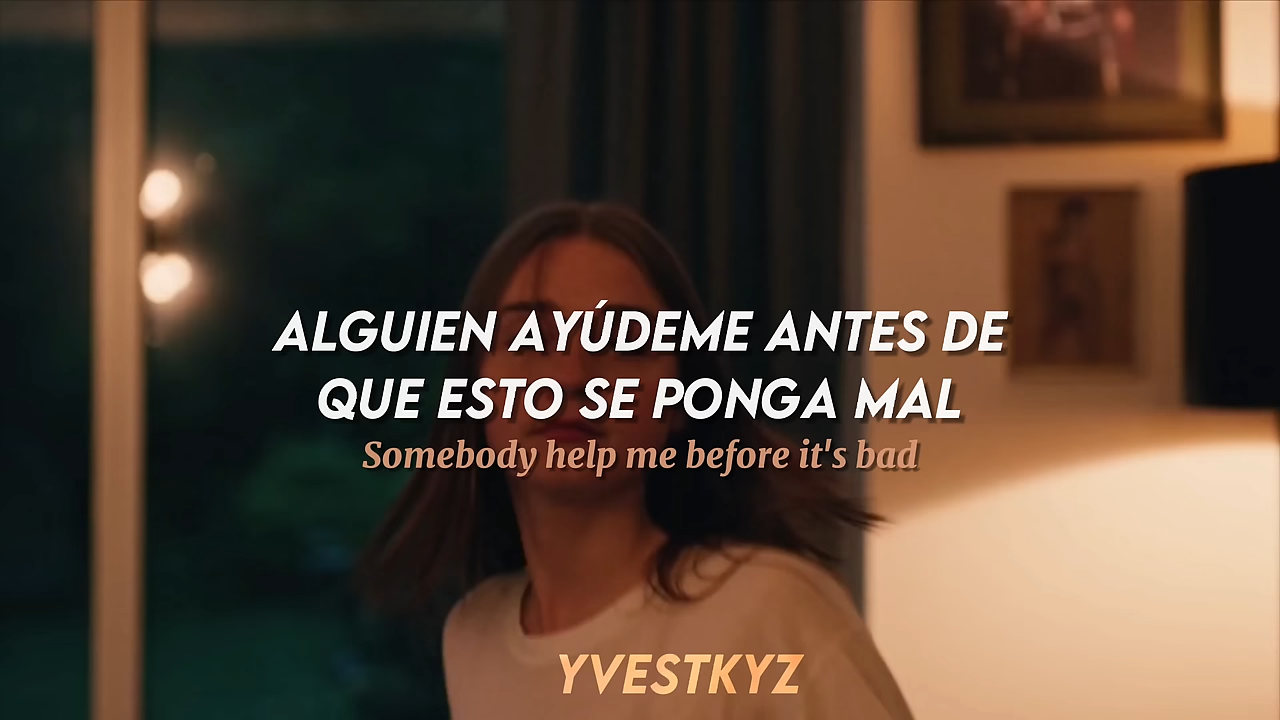 ALGUIEN AYÚDEME ANTES DE
QUE ESTO SE PONGA MAL
Somebody help me before it's bad
YVESTKYZ